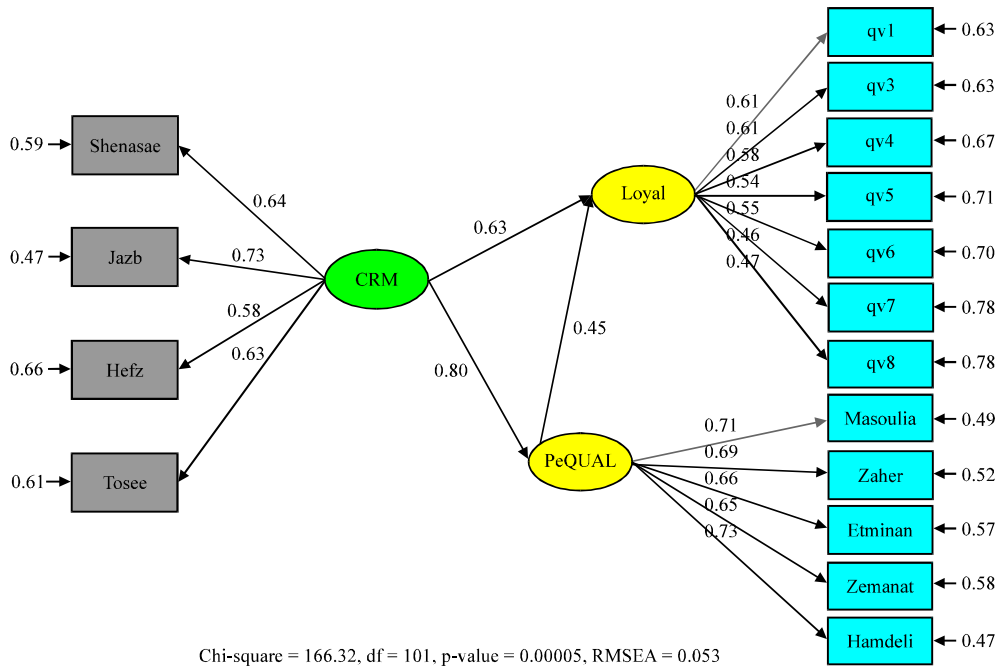 qv1
0.63
qv3
0.63
0.61
0.59
Shenasae
0.61
qv4
0.67
0.58
0.64
0.54
Loyal
qv5
0.71
0.55
0.63
0.46
qv6
0.70
0.47
Jazb
0.73
0.47
CRM
qv7
0.78
0.58
0.45
0.63
0.66
Hefz
0.80
qv8
0.78
0.71
Masoulia
0.49
0.69
PeQUAL
0.66
Zaher
0.52
0.61
Tosee
0.65
0.73
Etminan
0.57
Zemanat
0.58
Hamdeli
0.47
Chi-square = 166.32, df = 101, p-value = 0.00005, RMSEA = 0.053